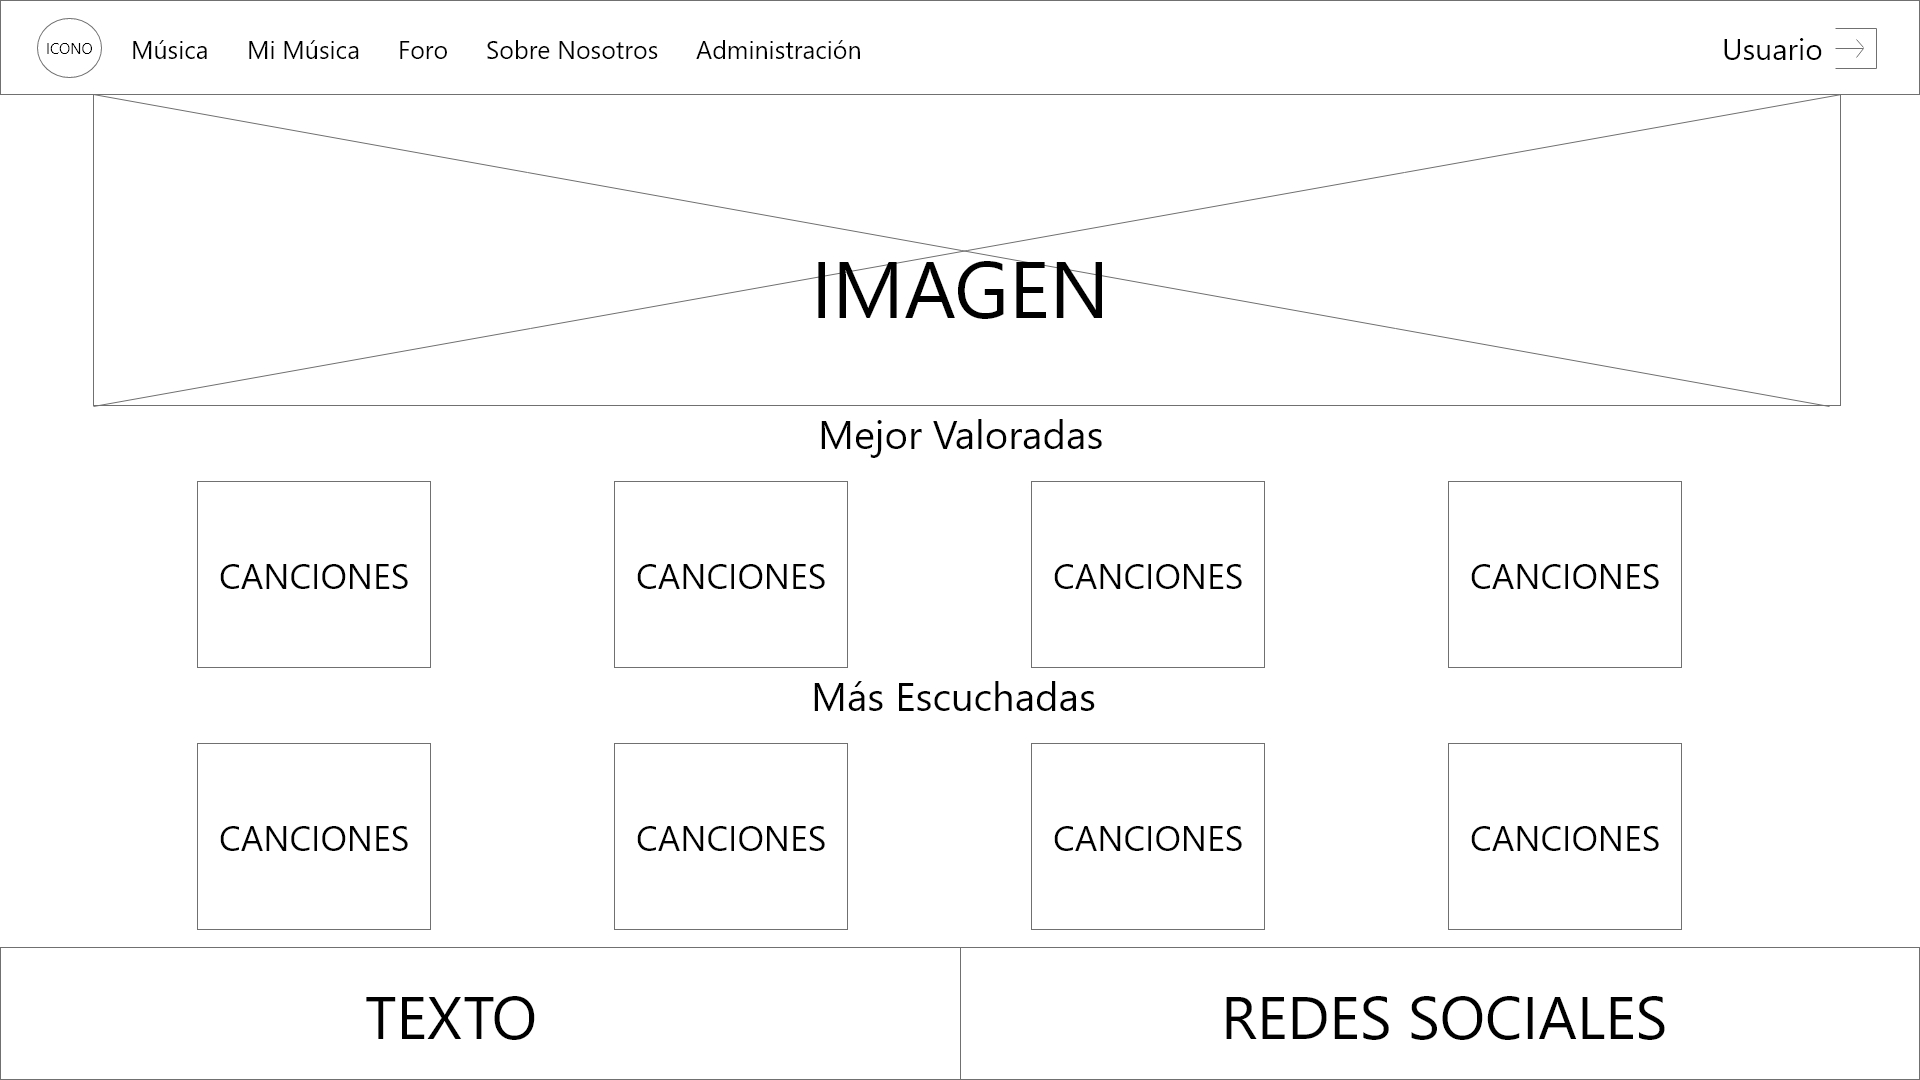 ICONO Música Mi Música Foro Sobre Nosotros Administración Usuario
IMAGEN
Mejor Valoradas
CANCIONES CANCIONES CANCIONES CANCIONES
Más Escuchadas
CANCIONES CANCIONES CANCIONES CANCIONES
TEXTO REDES SOCIALES